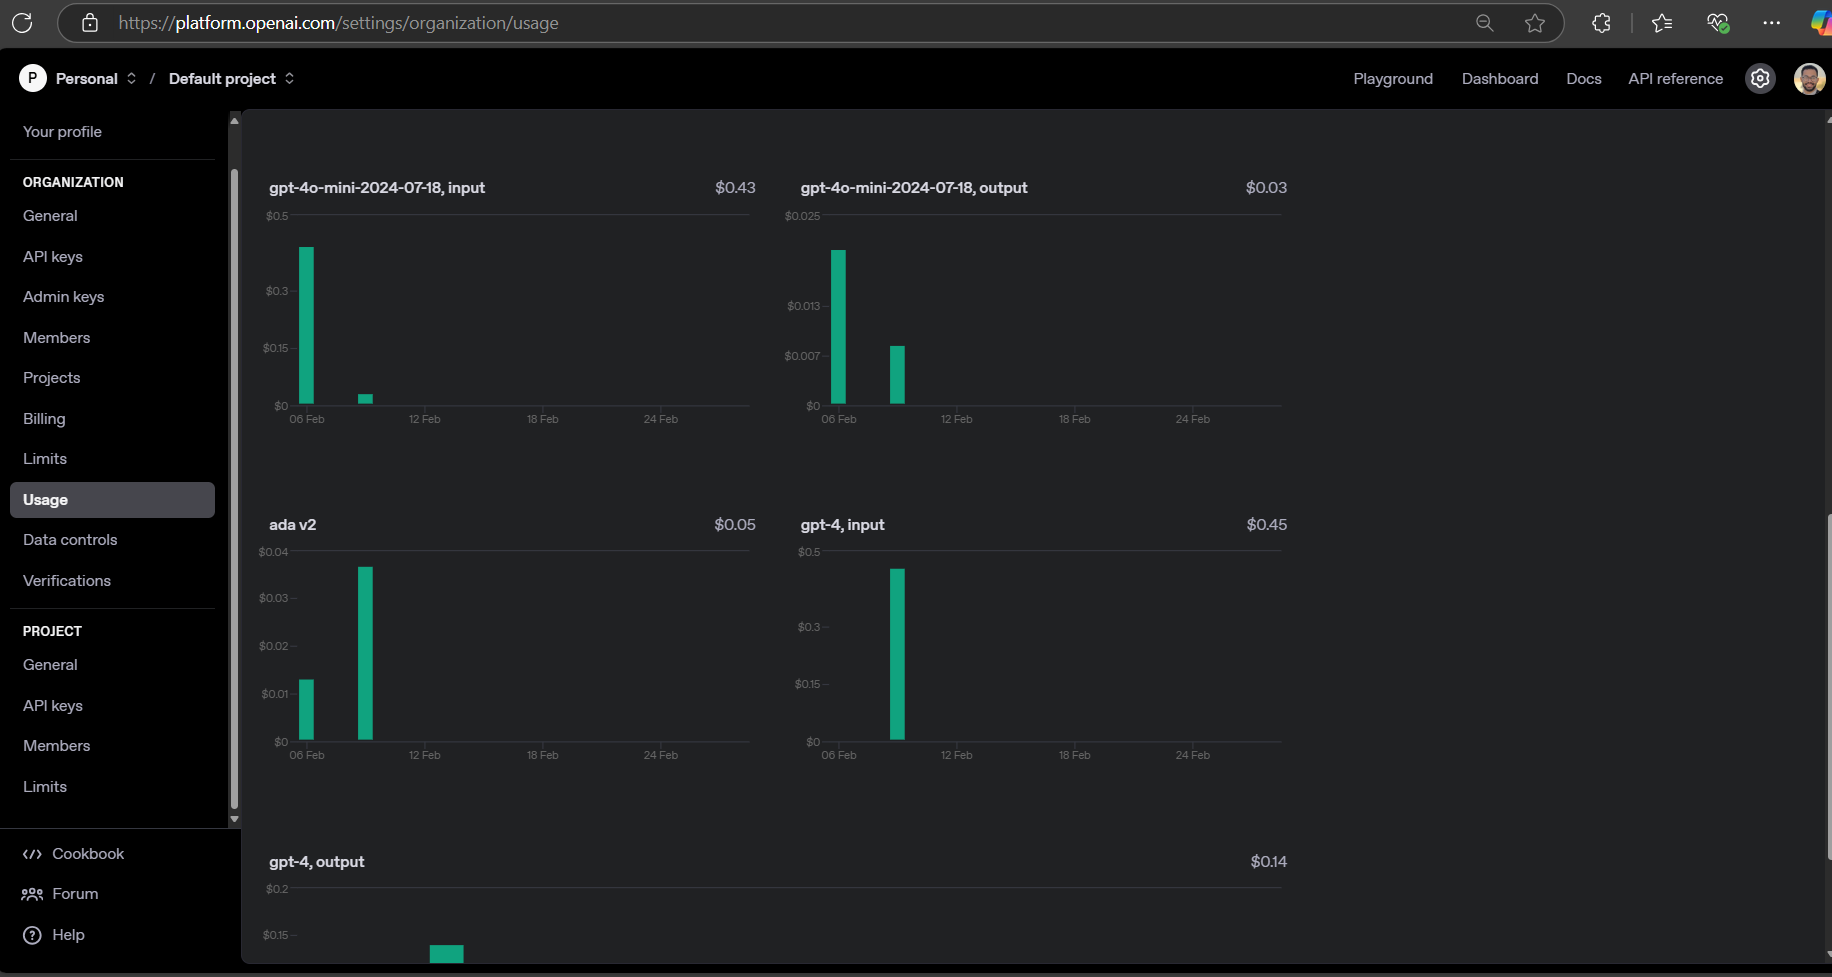 https://platform.openai.com/settings/organization/usage
P Personal / Default project
Playground Dashboard Docs API reference
Your profile
ORGANIZATION
General
API keys
Admin keys
Members
Projects
Billing
Limits
Usage
Data controls
Verifications
PROJECT
General
API keys
Members
Limits
Cookbook
Forum
Help
gpt-4o-mini-2024-07-18, input $0.43
$0.5
$0.3
$0.15
$0
06 Feb 12 Feb 18 Feb 24 Feb
gpt-4o-mini-2024-07-18, output $0.03
$0.025
$0.013
$0.007
$0
06 Feb 12 Feb 18 Feb 24 Feb
ada v2 $0.05
$0.04
$0.03
$0.02
$0.01
$0
06 Feb 12 Feb 18 Feb 24 Feb
gpt-4, input $0.45
$0.5
$0.3
$0.15
$0
06 Feb 12 Feb 18 Feb 24 Feb
gpt-4, output $0.14
$0.2
$0.15